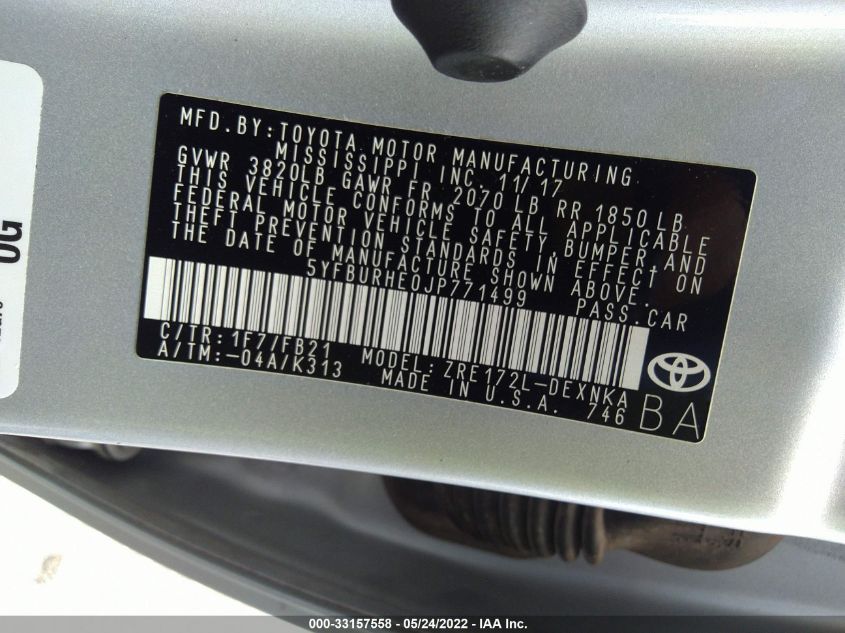 MFD.BY:TOYOTA MOTOR MANUFACTURING
MISSISSIPPI INC. 11/17
GVWR 3820LB GAWR FR 2070 LB RR 1850 LB
THIS VEHICLE CONFORMS TO ALL APPLICABLE
FEDERAL MOTOR VEHICLE SAFETY, BUMPER, AND
THEFT PREVENTION STANDARDS IN EFFECT ON
THE DATE OF MANUFACTURE SHOWN ABOVE.
5YFBURHE0JP771499 PASS.CAR
C/TR:1F7/FB21 MODEL:ZRE172L-DEXNKA
A/TM:-04A/K313 MADE IN U.S.A. 746
BA
OG
000-33157558 - 05/24/2022 - IAA Inc.